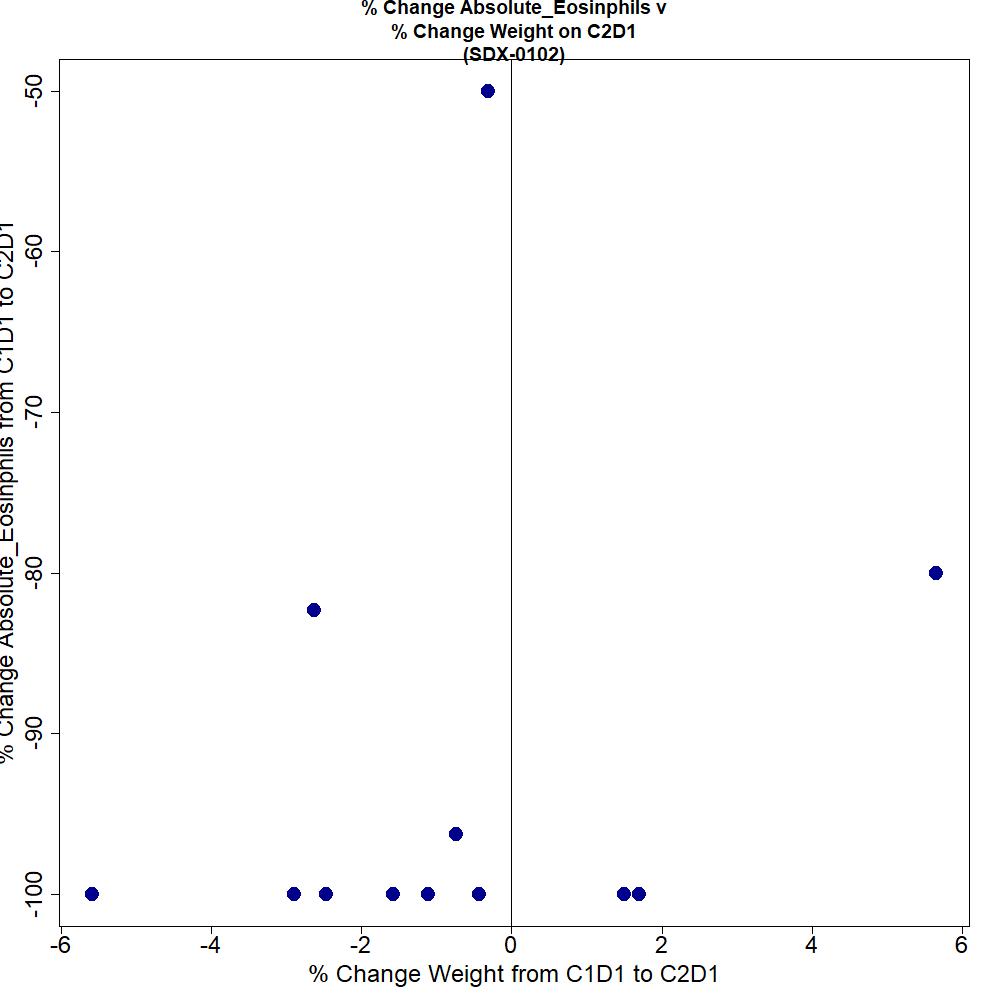 % Change Absolute_Eosinphils v
% Change Weight on C2D1
(SDX-0102)
% Change Absolute_Eosinphils from C1D1 to C2D1
-50
-60
-70
-80
-90
-100
-6
-4
-2
0
2
4
6
% Change Weight from C1D1 to C2D1